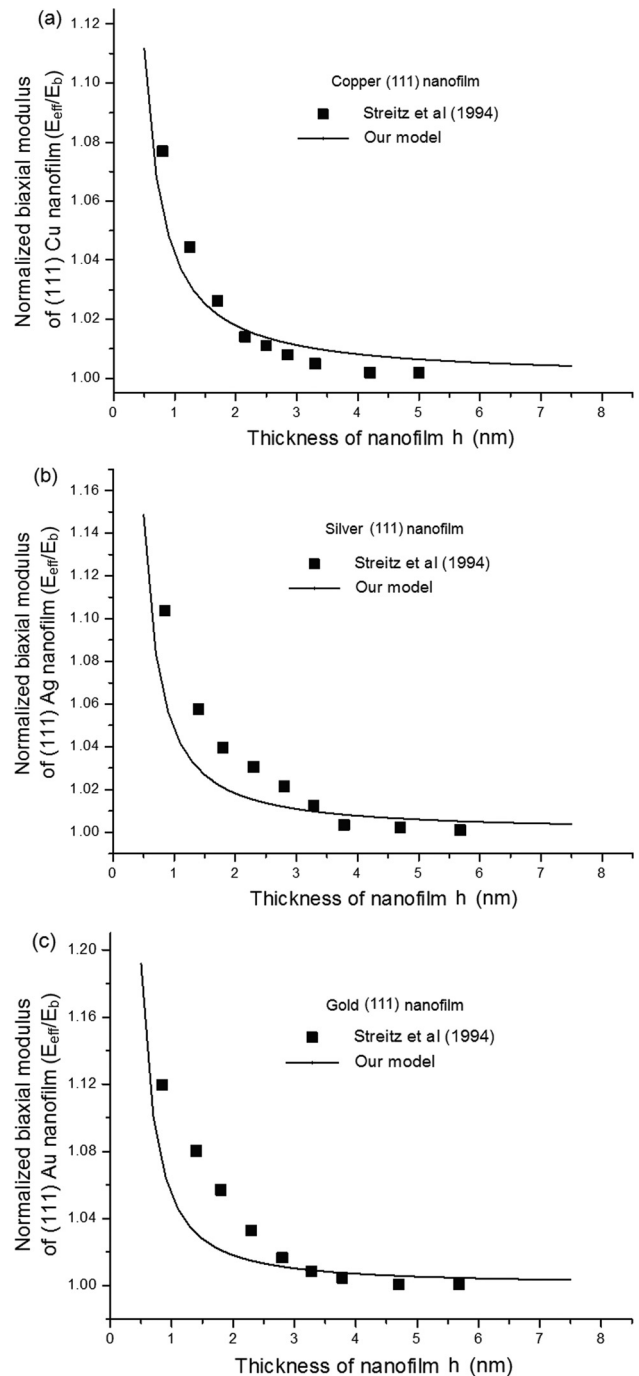 (a)
Normalized biaxial modulus
of (111) Cu nanofilm (E_eff/E_b)
1.12
1.10
1.08
1.06
1.04
1.02
1.00
Copper (111) nanofilm
Streitz et al (1994)
Our model
0 1 2 3 4 5 6 7 8
Thickness of nanofilm h (nm)
(b)
Normalized biaxial modulus
of (111) Ag nanofilm (E_eff/E_b)
1.16
1.14
1.12
1.10
1.08
1.06
1.04
1.02
1.00
Silver (111) nanofilm
Streitz et al (1994)
Our model
0 1 2 3 4 5 6 7 8
Thickness of nanofilm h (nm)
(c)
Normalized biaxial modulus
of (111) Au nanofilm (E_eff/E_b)
1.20
1.16
1.12
1.08
1.04
1.00
Gold (111) nanofilm
Streitz et al (1994)
Our model
0 1 2 3 4 5 6 7 8
Thickness of nanofilm h (nm)